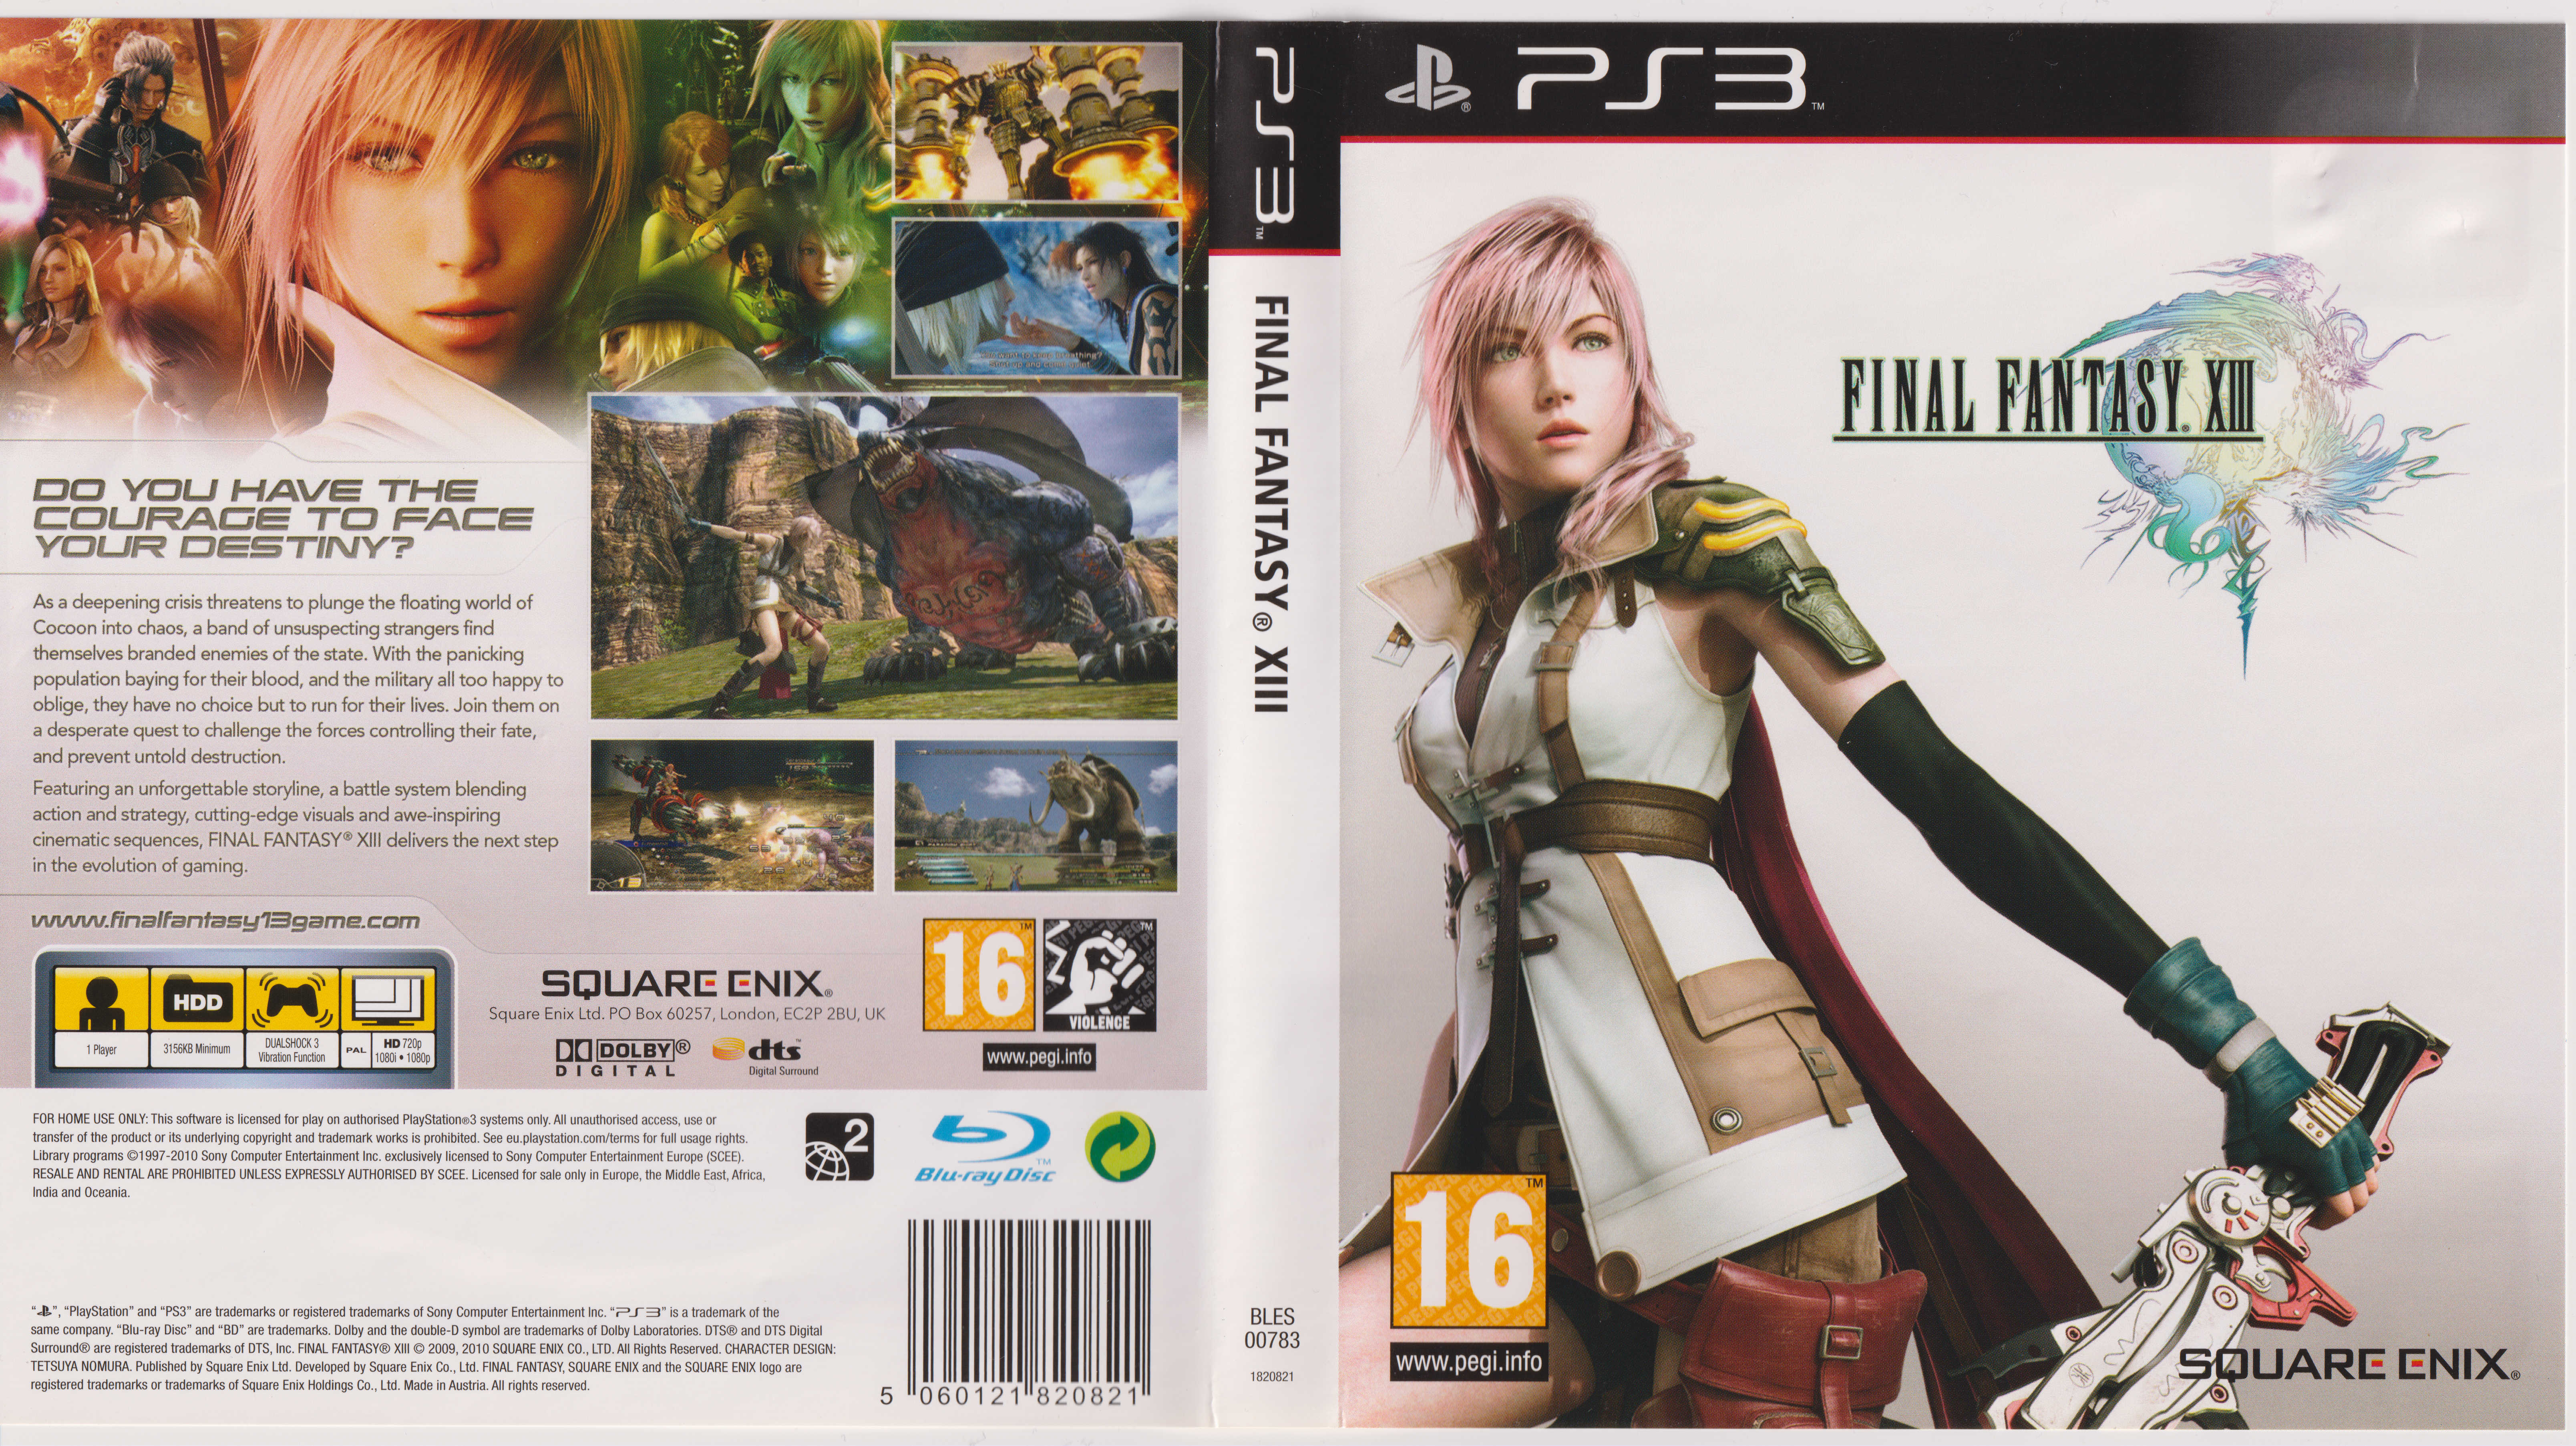 DO YOU HAVE THE
COURAGE TO FACE
YOUR DESTINY?
As a deepening crisis threatens to plunge the floating world of
Cocoon into chaos, a band of unsuspecting strangers find
themselves branded enemies of the state. With the panicking
population baying for their blood, and the military all too happy to
oblige, they have no choice but to run for their lives. Join them on
a desperate quest to challenge the forces controlling their fate,
and prevent untold destruction.
Featuring an unforgettable storyline, a battle system blending
action and strategy, cutting-edge visuals and awe-inspiring
cinematic sequences, FINAL FANTASY® XIII delivers the next step
in the evolution of gaming.
www.finalfantasy13game.com
HDD
1 Player
3156KB Minimum
DUALSHOCK 3
Vibration Function
PAL
HD 720p
1080i • 1080p
SQUARE ENIX®
Square Enix Ltd. PO Box 60257, London, EC2P 2BU, UK
DOLBY®
DIGITAL
dts™
Digital Surround
16™
VIOLENCE
www.pegi.info
FOR HOME USE ONLY: This software is licensed for play on authorised PlayStation®3 systems only. All unauthorised access, use or
transfer of the product or its underlying copyright and trademark works is prohibited. See eu.playstation.com/terms for full usage rights.
Library programs ©1997-2010 Sony Computer Entertainment Inc. exclusively licensed to Sony Computer Entertainment Europe (SCEE).
RESALE AND RENTAL ARE PROHIBITED UNLESS EXPRESSLY AUTHORISED BY SCEE. Licensed for sale only in Europe, the Middle East, Africa,
India and Oceania.
2
Blu-ray Disc™
“PlayStation” and “PS3” are trademarks or registered trademarks of Sony Computer Entertainment Inc. “PS3” is a trademark of the
same company. “Blu-ray Disc” and “BD” are trademarks. Dolby and the double-D symbol are trademarks of Dolby Laboratories. DTS® and DTS Digital
Surround® are registered trademarks of DTS, Inc. FINAL FANTASY® XIII © 2009, 2010 SQUARE ENIX CO., LTD. All Rights Reserved. CHARACTER DESIGN:
TETSUYA NOMURA. Published by Square Enix Ltd. Developed by Square Enix Co., Ltd. FINAL FANTASY, SQUARE ENIX and the SQUARE ENIX logo are
registered trademarks or trademarks of Square Enix Holdings Co., Ltd. Made in Austria. All rights reserved.
5 060121 820821
PS3™
FINAL FANTASY® XIII
BLES
00783
1820821
PS3™
FINAL FANTASY® XIII
16™
www.pegi.info
SQUARE ENIX®